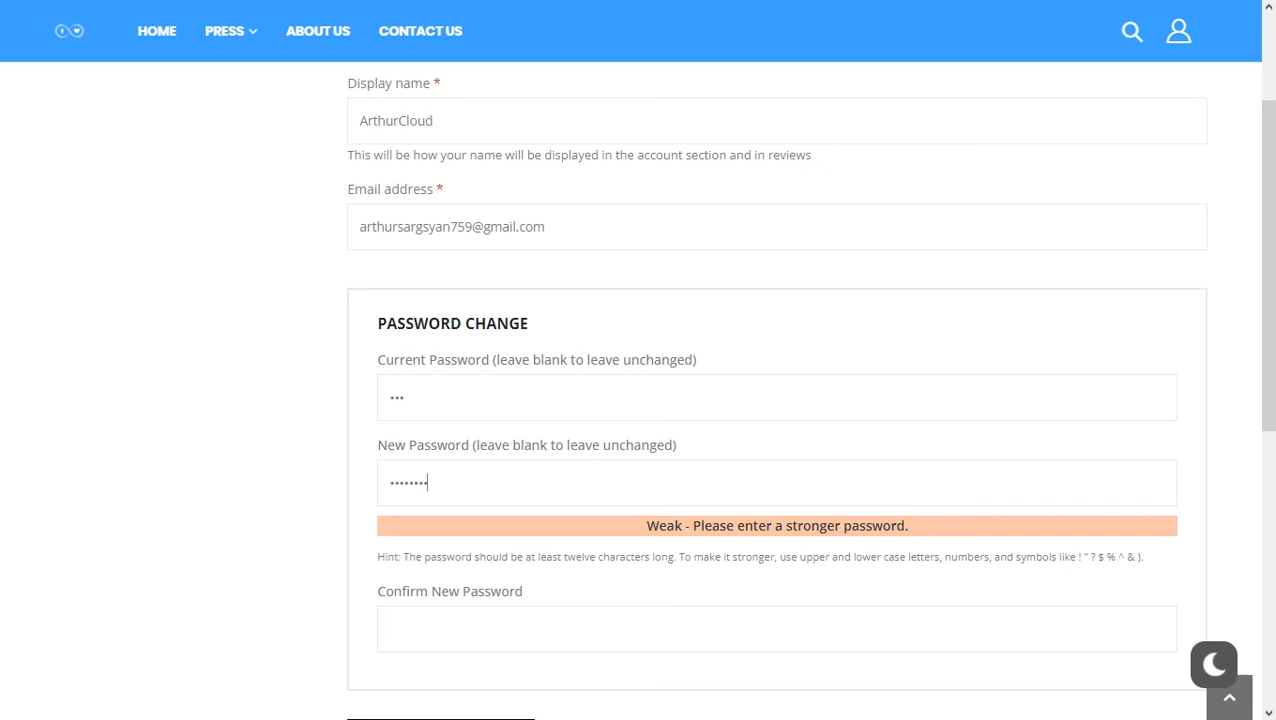 HOME PRESS ABOUT US CONTACT US
Display name *
ArthurCloud
This will be how your name will be displayed in the account section and in reviews
Email address *
arthursargsyan759@gmail.com
PASSWORD CHANGE
Current Password (leave blank to leave unchanged)
•••
New Password (leave blank to leave unchanged)
••••••••
Weak - Please enter a stronger password.
Hint: The password should be at least twelve characters long. To make it stronger, use upper and lower case letters, numbers, and symbols like ! " ? $ % ^ & ).
Confirm New Password